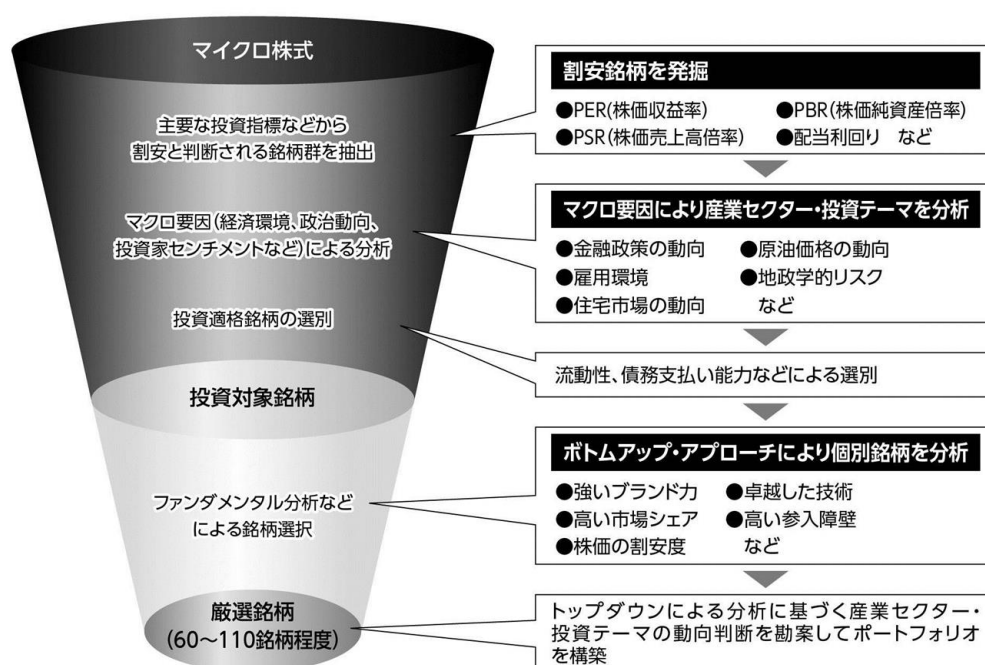 マイクロ株式
主要な投資指標などから
割安と判断される銘柄群を抽出
マクロ要因(経済環境、政治動向、
投資家センチメントなど)による分析
投資適格銘柄の選別
投資対象銘柄
ファンダメンタル分析など
による銘柄選択
厳選銘柄
(60〜110銘柄程度)
割安銘柄を発掘
●PER(株価収益率) ●PBR(株価純資産倍率)
●PSR(株価売上高倍率) ●配当利回り など
マクロ要因により産業セクター・投資テーマを分析
●金融政策の動向 ●原油価格の動向
●雇用環境 ●地政学的リスク
●住宅市場の動向 など
流動性、債務支払い能力などによる選別
ボトムアップ・アプローチにより個別銘柄を分析
●強いブランド力 ●卓越した技術
●高い市場シェア ●高い参入障壁
●株価の割安度 など
トップダウンによる分析に基づく産業セクター・
投資テーマの動向判断を勘案してポートフォリオ
を構築